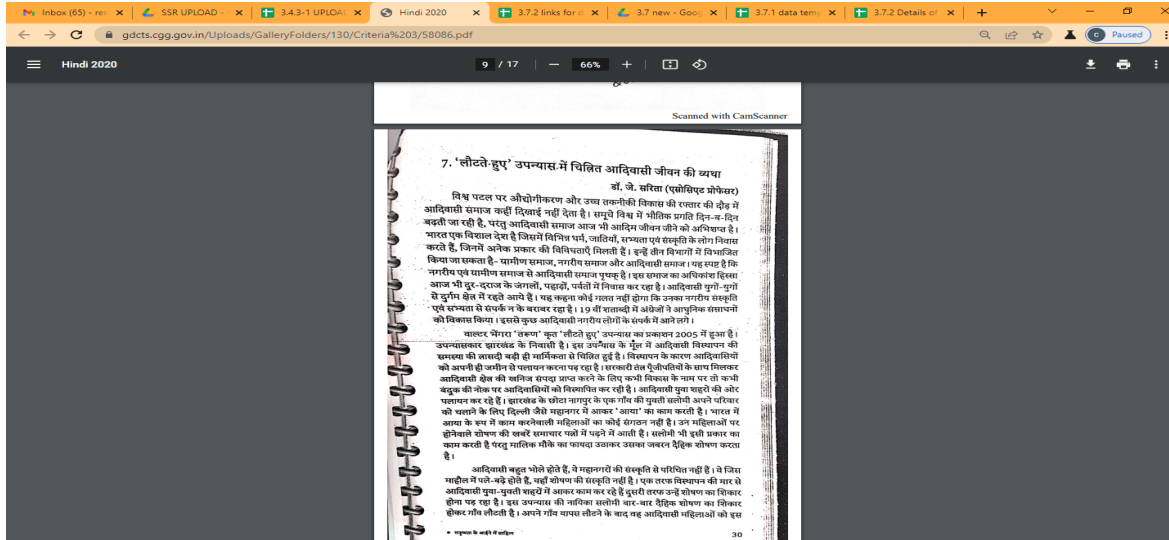 Inbox (65) - res
SSR UPLOAD -
3.4.3-1 UPLOAD
Hindi 2020
3.7.2 links for d
3.7 new - Goog
3.7.1 data temp
3.7.2 Details of
gdcts.cgg.gov.in/Uploads/GalleryFolders/130/Criteria%203/58086.pdf
C Paused
Hindi 2020
9 / 17
66%
Scanned with CamScanner
7. 'लौटते हुए' उपन्यास में चित्रित आदिवासी जीवन की व्यथा
डॉ. जे. सरिता (एसोसिएट प्रोफेसर)
विश्व पटल पर औद्योगीकरण और उच्च तकनीकी विकास की रफ्तार की दौड़ में
आदिवासी समाज कहीं दिखाई नहीं देता है। समूचे विश्व में भौतिक प्रगति दिन-ब-दिन
बढ़ती जा रही है, परंतु आदिवासी समाज आज भी आदिम जीवन जीने को अभिशप्त है।
भारत एक विशाल देश है जिसमें विभिन्न धर्म, जातियाँ, सभ्यता एवं संस्कृति के लोग निवास
करते हैं, जिनमें अनेक प्रकार की विविधताएँ मिलती हैं। इन्हें तीन विभागों में विभाजित
किया जा सकता है- ग्रामीण समाज, नगरीय समाज और आदिवासी समाज। यह स्पष्ट है कि
नगरीय एवं ग्रामीण समाज से आदिवासी समाज पृथक् है। इस समाज का अधिकांश हिस्सा
आज भी दूर-दराज के जंगलों, पहाड़ों, पर्वतों में निवास कर रहा है। आदिवासी युगों-युगों
से दुर्गम क्षेत्र में रहते आये हैं। यह कहना कोई गलत नहीं होगा कि उनका नगरीय संस्कृति
एवं सभ्यता से संपर्क न के बराबर रहा है। 19 वीं शताब्दी में अंग्रेजों ने आधुनिक संसाधनों
को विकास किया। इससे कुछ आदिवासी नगरीय लोगों के संपर्क में आने लगे।
वाल्टर भेंगरा 'तरूण' कृत 'लौटते हुए' उपन्यास का प्रकाशन 2005 में हुआ है।
उपन्यासकार झारखंड के निवासी है। इस उपन्यास के मूल में आदिवासी विस्थापन की
समस्या की त्रासदी बड़ी ही मार्मिकता से चित्रित हुई है। विस्थापन के कारण आदिवासियों
को अपनी ही जमीन से पलायन करना पड़ रहा है। सरकारी तंत्र पूँजीपतियों के साथ मिलकर
आदिवासी क्षेत्र की खनिज संपदा प्राप्त करने के लिए कभी विकास के नाम पर तो कभी
बंदूक की नोंक पर आदिवासियों को विस्थापित कर रही है। आदिवासी युवा शहरों की ओर
पलायन कर रहे हैं। झारखंड के छोटा नागपुर के एक गाँव की युवती सलोमी अपने परिवार
को चलाने के लिए दिल्ली जैसे महानगर में आकर 'आया' का काम करती है। भारत में
आया के रूप में काम करनेवाली महिलाओं का कोई संगठन नहीं है। उन महिलाओं पर
होनेवाले शोषण की खबरें समाचार पत्रों में पढ़ने में आती हैं। सलोमी भी इसी प्रकार का
काम करती है परंतु मालिक मौके का फायदा उठाकर उसका जबरन दैहिक शोषण करता
है।
आदिवासी बहुत भोले होते हैं, वे महानगरों की संस्कृति से परिचित नहीं हैं। वे जिस
माहौल में पले-बढ़े होते हैं, वहाँ शोषण की संस्कृति नहीं है। एक तरफ विस्थापन की मार से
आदिवासी युवा-युवती शहरों में आकर काम कर रहे हैं दूसरी तरफ उन्हें शोषण का शिकार
होना पड़ रहा है। इस उपन्यास की नायिका सलोमी बार-बार दैहिक शोषण का शिकार
होकर गाँव लौटती है। अपने गाँव वापस लौटने के बाद वह आदिवासी महिलाओं को इस
30